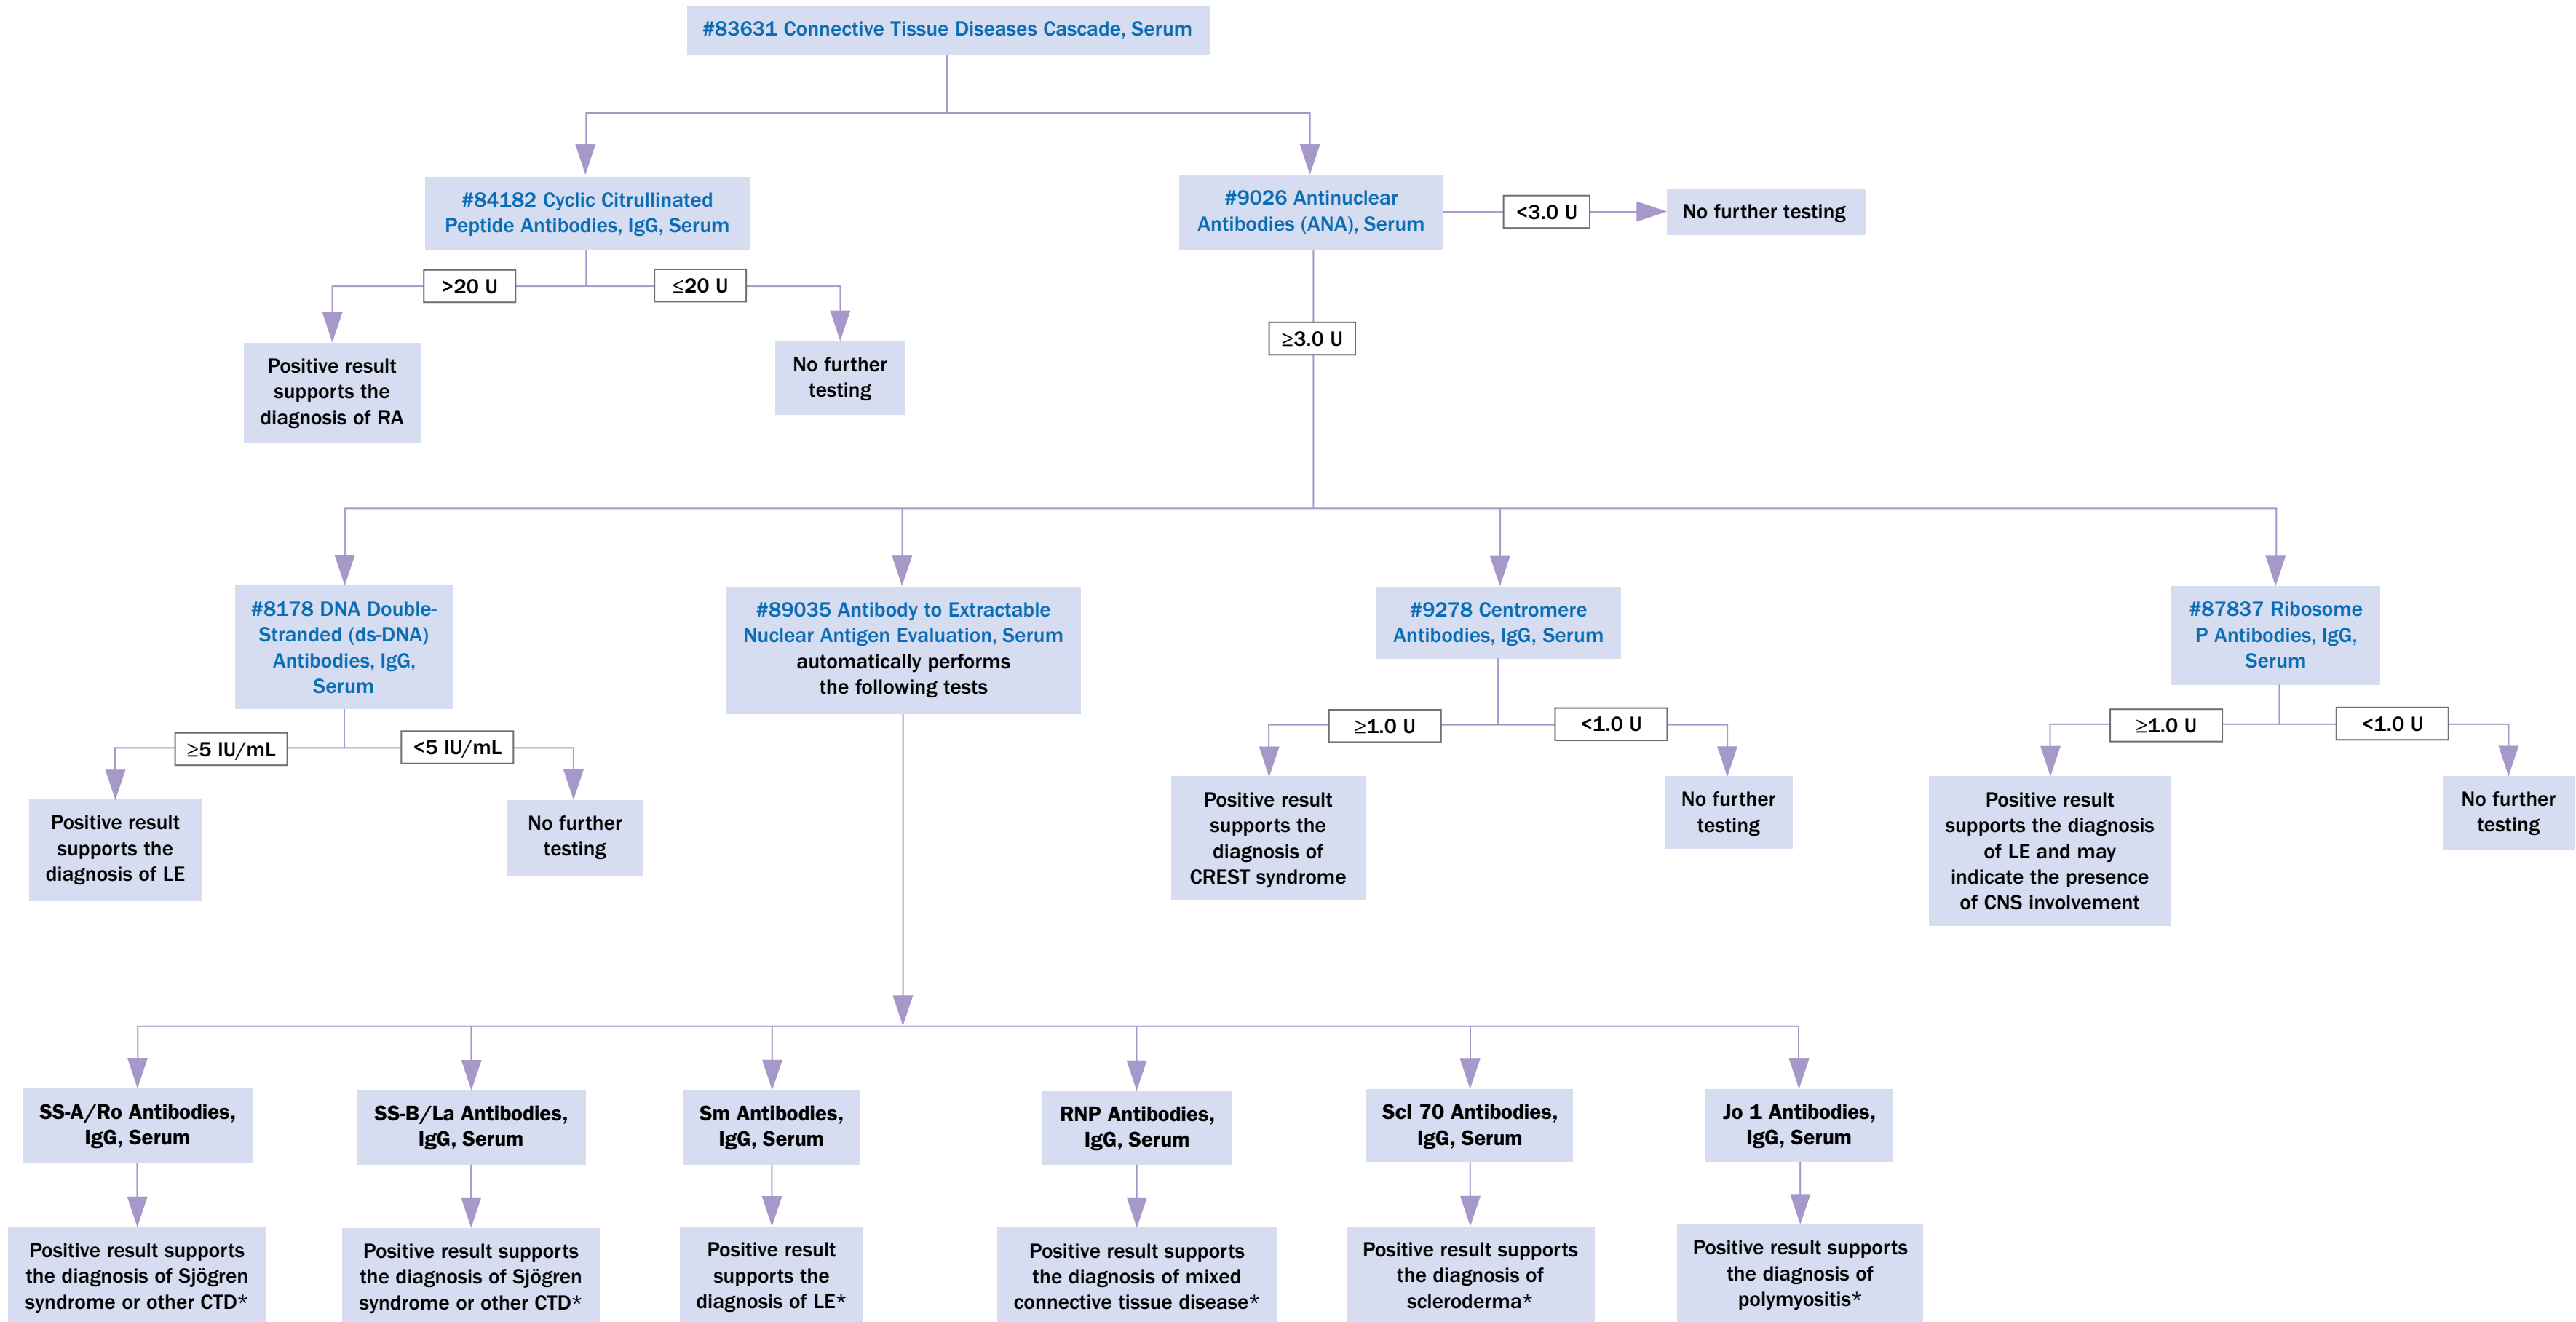 #83631 Connective Tissue Diseases Cascade, Serum
#84182 Cyclic Citrullinated
Peptide Antibodies, IgG, Serum
#9026 Antinuclear
Antibodies (ANA), Serum
<3.0 U
No further testing
>20 U
≤20 U
≥3.0 U
Positive result
supports the
diagnosis of RA
No further
testing
#8178 DNA Double-
Stranded (ds-DNA)
Antibodies, IgG,
Serum
#89035 Antibody to Extractable
Nuclear Antigen Evaluation, Serum
automatically performs
the following tests
#9278 Centromere
Antibodies, IgG, Serum
#87837 Ribosome
P Antibodies, IgG,
Serum
≥5 IU/mL
<5 IU/mL
≥1.0 U
<1.0 U
≥1.0 U
<1.0 U
Positive result
supports the
diagnosis of LE
No further
testing
Positive result
supports the
diagnosis of
CREST syndrome
No further
testing
Positive result
supports the diagnosis
of LE and may
indicate the presence
of CNS involvement
No further
testing
SS-A/Ro Antibodies,
IgG, Serum
SS-B/La Antibodies,
IgG, Serum
Sm Antibodies,
IgG, Serum
RNP Antibodies,
IgG, Serum
Scl 70 Antibodies,
IgG, Serum
Jo 1 Antibodies,
IgG, Serum
Positive result supports
the diagnosis of Sjögren
syndrome or other CTD*
Positive result supports
the diagnosis of Sjögren
syndrome or other CTD*
Positive result
supports the
diagnosis of LE*
Positive result supports
the diagnosis of mixed
connective tissue disease*
Positive result supports
the diagnosis of
scleroderma*
Positive result supports
the diagnosis of
polymyositis*